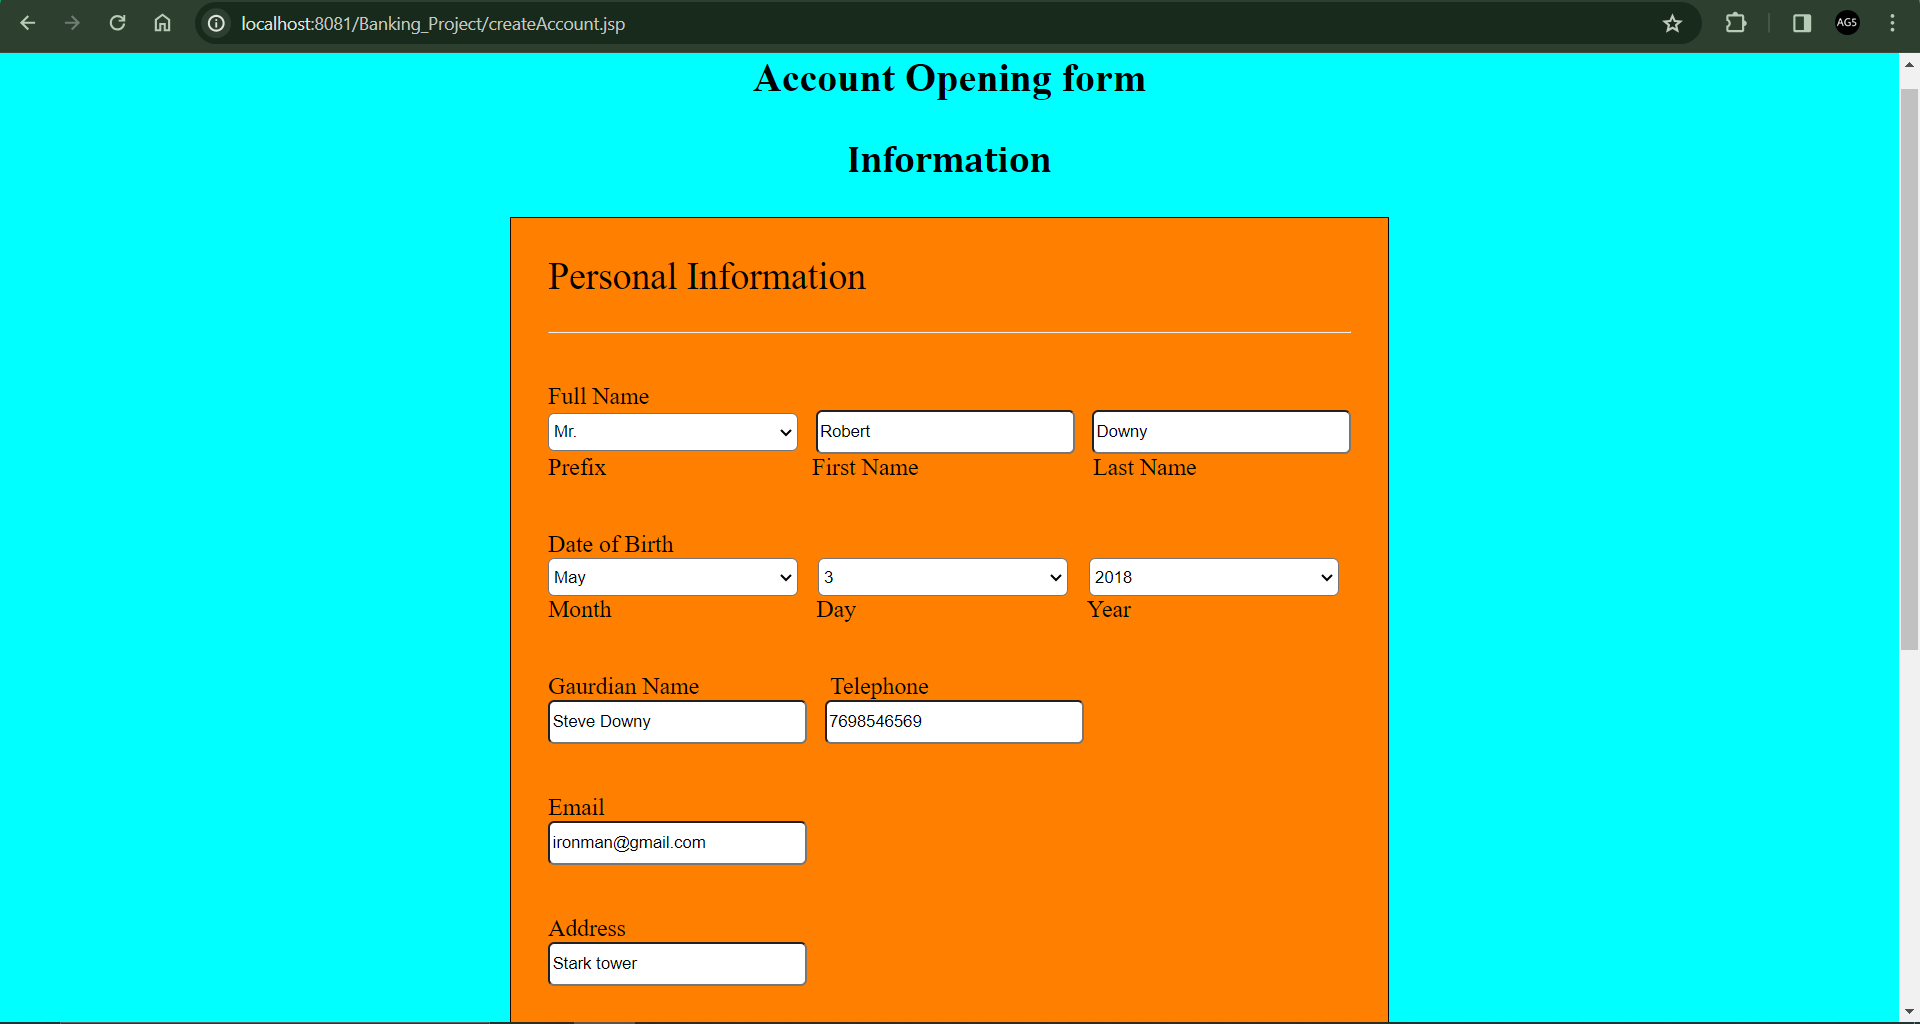 localhost:8081/Banking_Project/createAccount.jsp
AG5
Account Opening form
Information
Personal Information
Full Name
Mr. Robert Downy
Prefix First Name Last Name
Date of Birth
May 3 2018
Month Day Year
Gaurdian Name Telephone
Steve Downy 7698546569
Email
ironman@gmail.com
Address
Stark tower